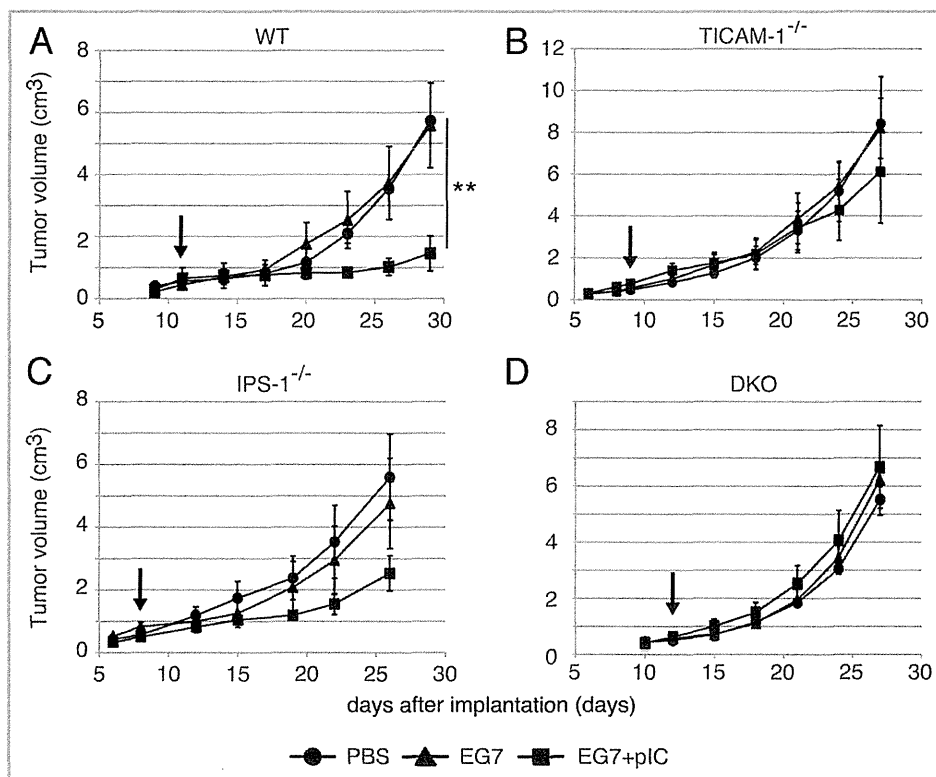 A
WT
Tumor volume (cm3)
8
6
4
2
0
5 10 15 20 25 30
**
B
TICAM-1-/-
12
10
8
6
4
2
0
5 10 15 20 25 30
C
IPS-1-/-
Tumor volume (cm3)
8
6
4
2
0
5 10 15 20 25 30
D
DKO
8
6
4
2
0
5 10 15 20 25 30
days after implantation (days)
PBS EG7 EG7+pIC